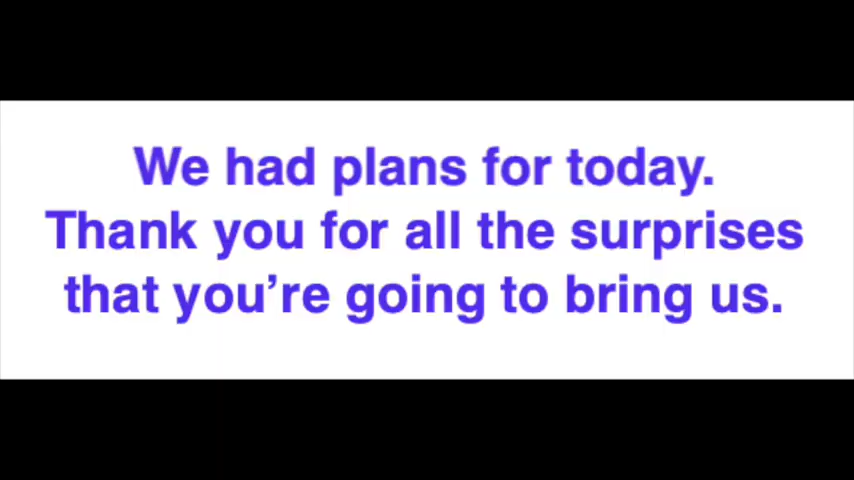 We had plans for today.
Thank you for all the surprises
that you’re going to bring us.